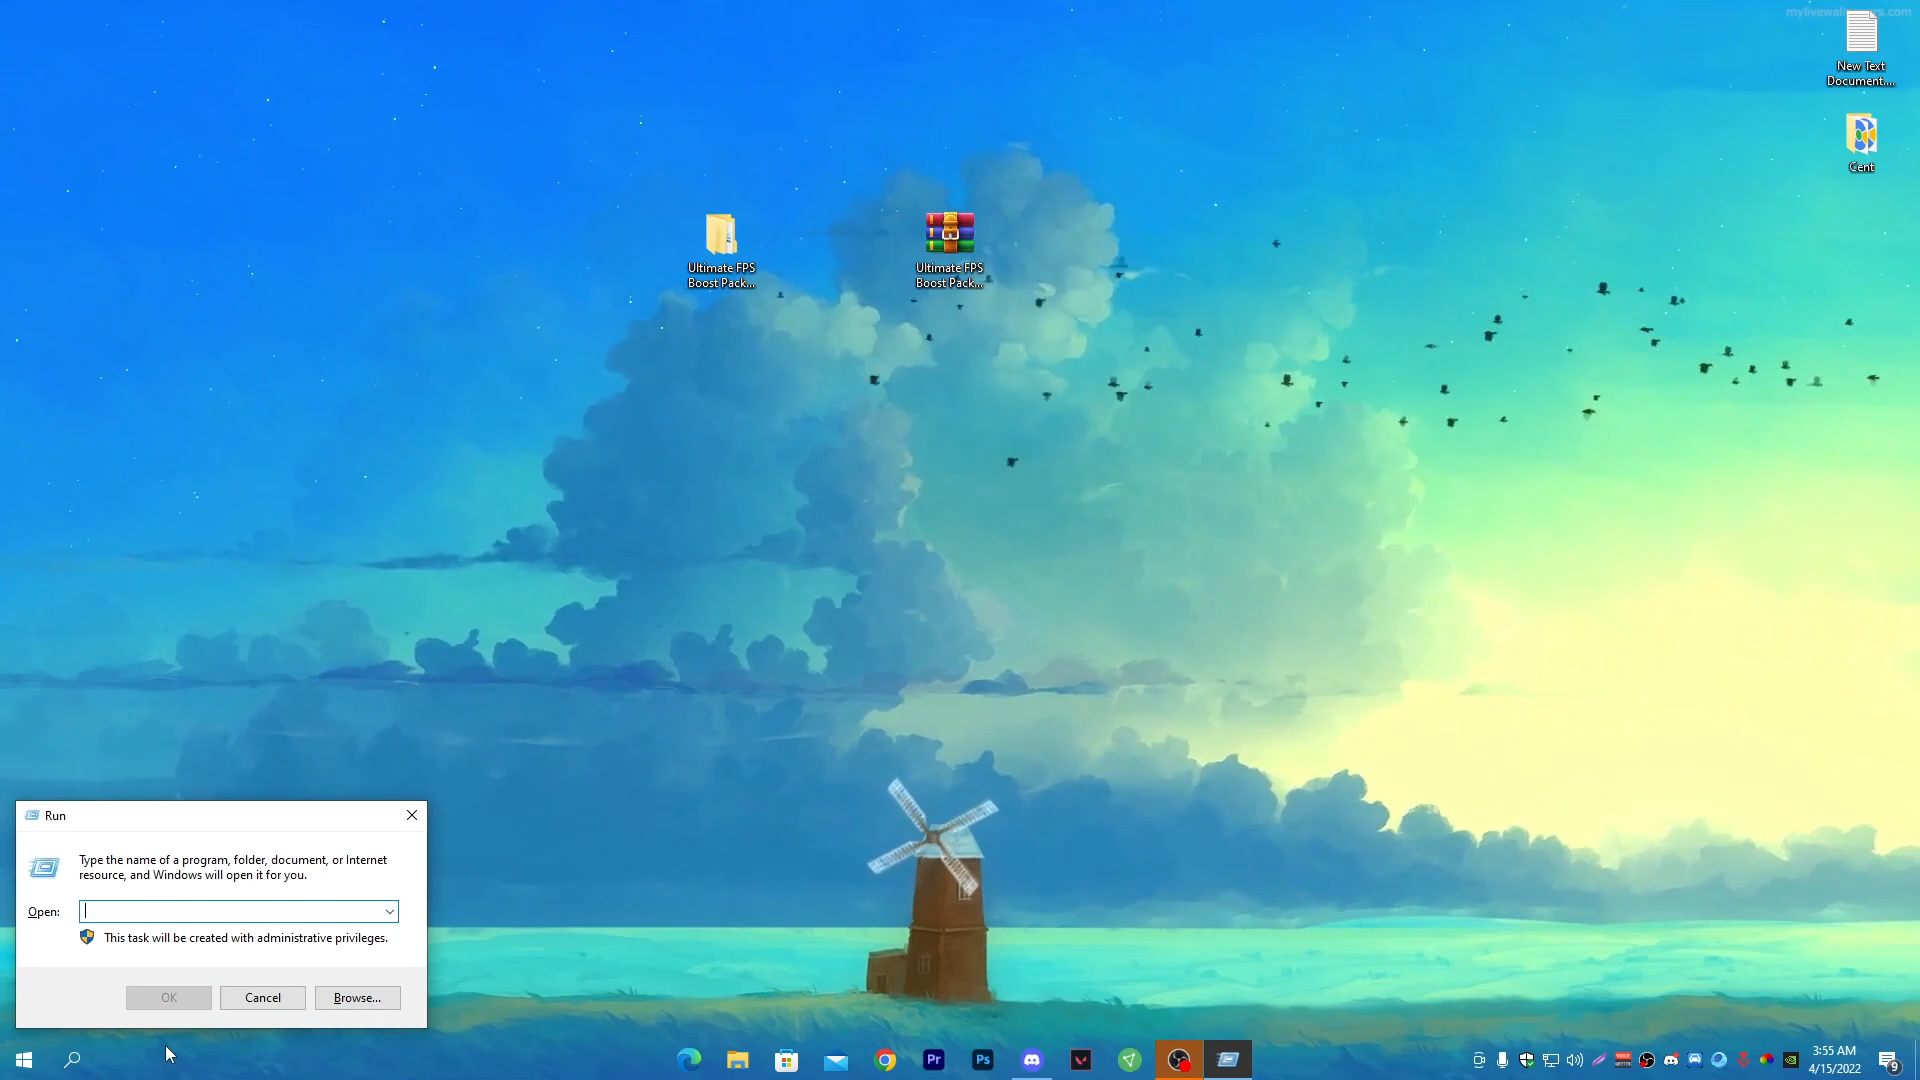 mylivewallpapers.com
New Text
Document....
Cent
Ultimate FPS
Boost Pack...
Ultimate FPS
Boost Pack...
Run
Type the name of a program, folder, document, or Internet
resource, and Windows will open it for you.
Open:
This task will be created with administrative privileges.
OK
Cancel
Browse...
Pr
Ps
3:55 AM
4/15/2022
9